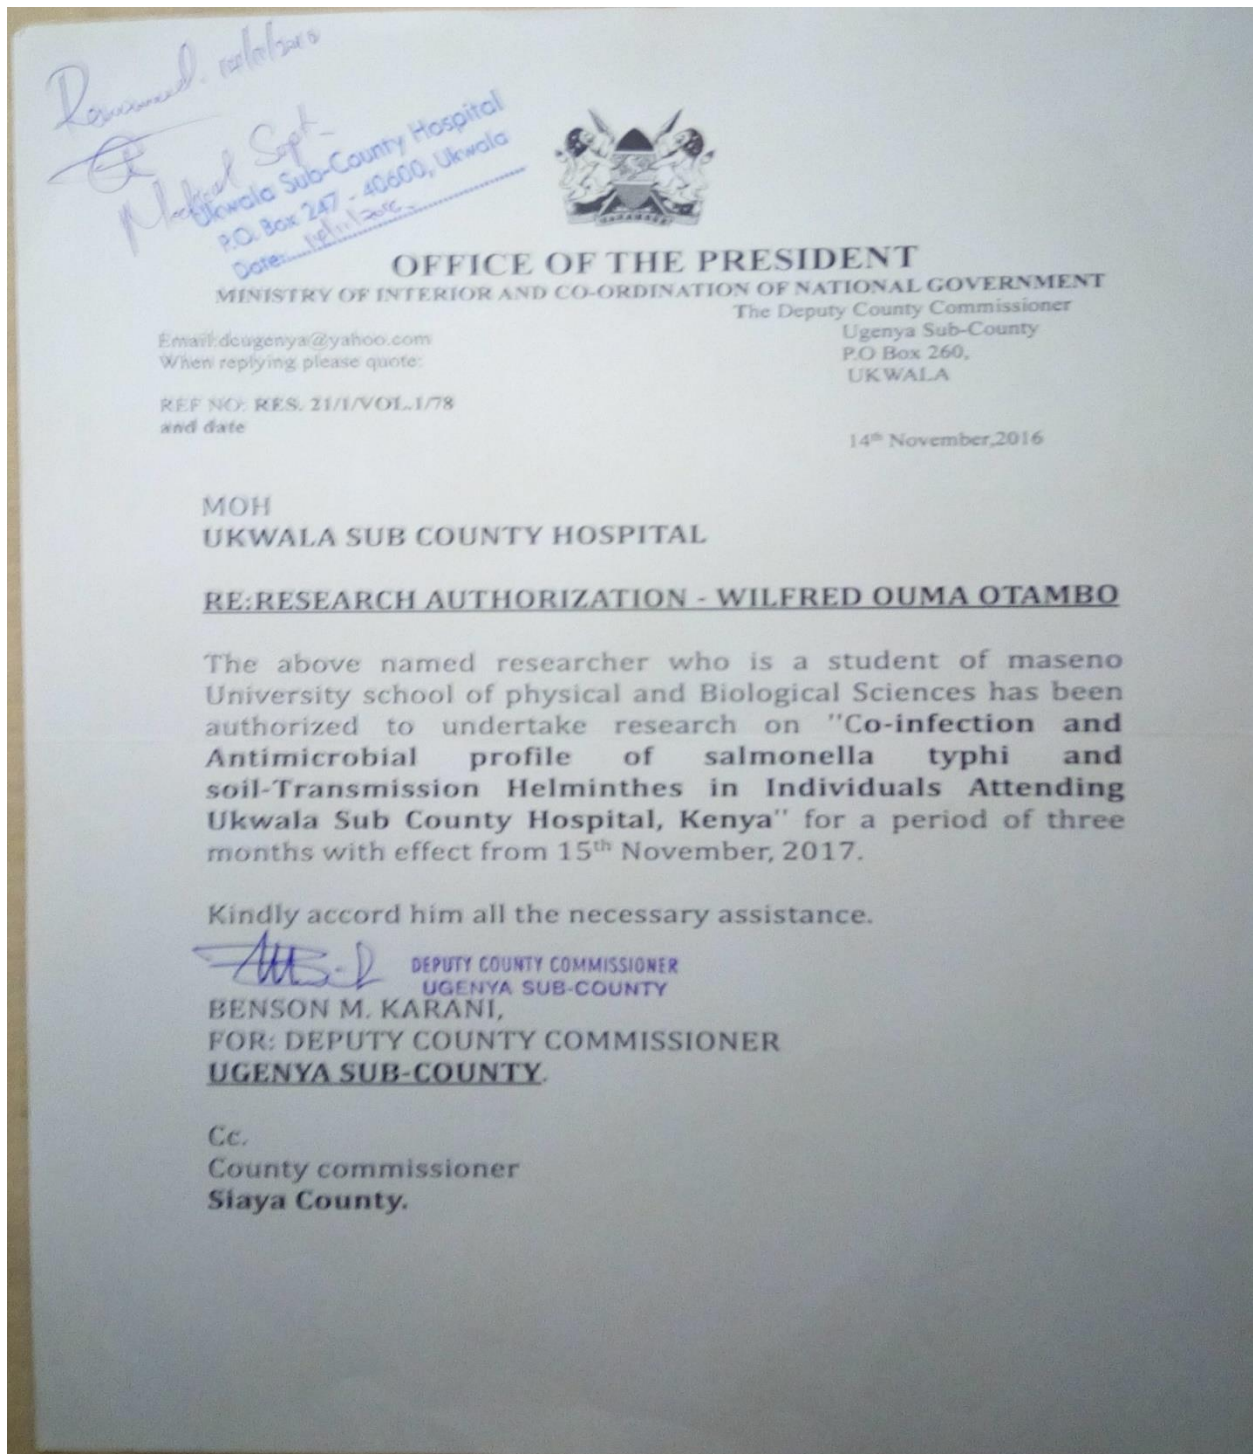 Received.
Medical Supt
Ukwala Sub-County Hospital
P.O. Box 247 - 40600, Ukwala
Date:
HARAMBEE
OFFICE OF THE PRESIDENT
MINISTRY OF INTERIOR AND CO-ORDINATION OF NATIONAL GOVERNMENT
The Deputy County Commissioner
Ugenya Sub-County
P.O Box 260,
UKWALA
Email:dcugenya@yahoo.com
When replying please quote:
REF NO: RES. 21/1/VOL.1/78
and date
14th November,2016
MOH
UKWALA SUB COUNTY HOSPITAL
RE:RESEARCH AUTHORIZATION - WILFRED OUMA OTAMBO
The above named researcher who is a student of maseno
University school of physical and Biological Sciences has been
authorized to undertake research on "Co-infection and
Antimicrobial profile of salmonella typhi and
soil-Transmission Helminthes in Individuals Attending
Ukwala Sub County Hospital, Kenya" for a period of three
months with effect from 15th November, 2017.
Kindly accord him all the necessary assistance.
DEPUTY COUNTY COMMISSIONER
UGENYA SUB-COUNTY
BENSON M. KARANI,
FOR: DEPUTY COUNTY COMMISSIONER
UGENYA SUB-COUNTY.
Cc.
County commissioner
Siaya County.